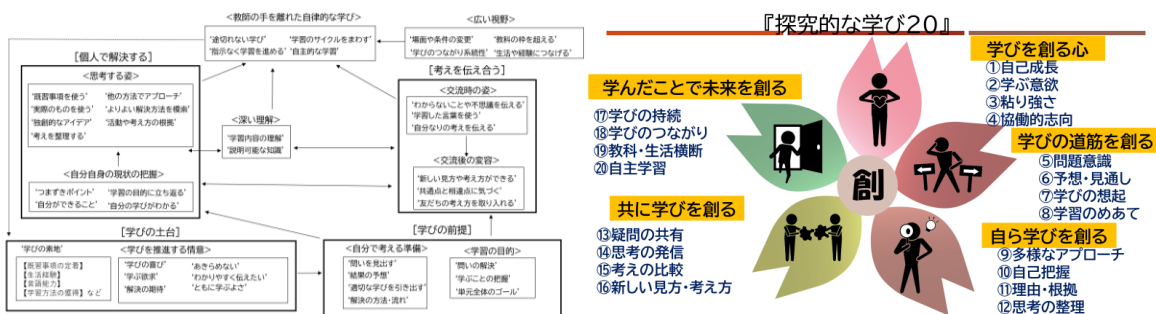 <教師の手を離れた自律的な学び>
'途切れない学び' '学習のサイクルをまわす'
'指示なく学習を進める' '自主的な学習'
<広い視野>
'場面や条件の変更' '教科の枠を超える'
'学びのつながり系統性' '生活や経験につなげる'
[個人で解決する]
<思考する姿>
'既習事項を使う' '他の方法でアプローチ'
'実際のものを使う' 'よりよい解決方法を模索'
'独創的なアイデア' '活動や考え方の根拠'
'考えを整理する'
<自分自身の現状の把握>
'つまずきポイント' '学習の目的に立ち返る'
'自分ができること' '自分の学びがわかる'
<深い理解>
'学習内容の理解'
'説明可能な知識'
[考えを伝え合う]
<交流時の姿>
'わからないことや不思議を伝える'
'学習した言葉を使う'
'自分なりの考えを伝える'
<交流後の変容>
'新しい見方や考え方ができる'
'共通点と相違点に気づく'
'友だちの考え方を取り入れる'
[学びの土台]
'学びの素地'
【既習事項の定着】
【生活経験】
【言語能力】
【学習方法の獲得】など
<学びを推進する情意>
'学びの喜び' 'あきらめない'
'学ぶ欲求' 'わかりやすく伝えたい'
'解決の期待' 'ともに学ぶよさ'
[学びの前提]
<自分で考える準備>
'問いを見出す'
'結果の予想'
'適切な学びを引き出す'
'解決の方法・流れ'
<学習の目的>
'問いの解決'
'学ぶことの把握'
'単元全体のゴール'
『探究的な学び20』
学びを創る心
①自己成長
②学ぶ意欲
③粘り強さ
④協働的志向
学びの道筋を創る
⑤問題意識
⑥予想・見通し
⑦学びの想起
⑧学習のめあて
自ら学びを創る
⑨多様なアプローチ
⑩自己把握
⑪理由・根拠
⑫思考の整理
共に学びを創る
⑬疑問の共有
⑭思考の発信
⑮考えの比較
⑯新しい見方・考え方
学んだことで未来を創る
⑰学びの持続
⑱学びのつながり
⑲教科・生活横断
⑳自主学習
創